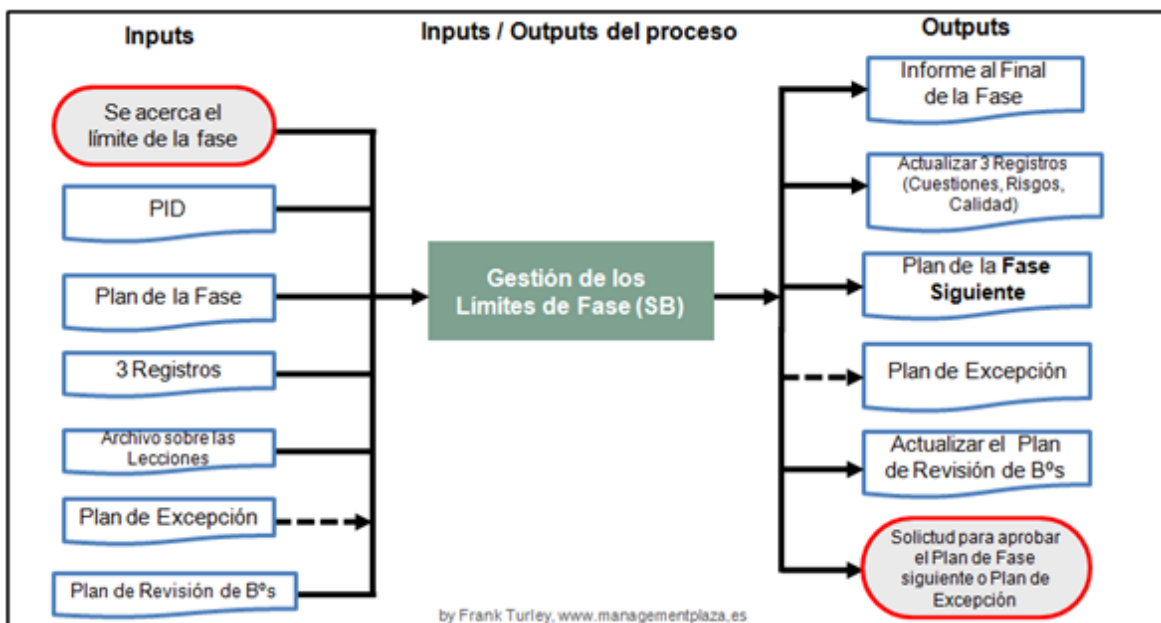 Inputs
Inputs / Outputs del proceso
Outputs
Se acerca el
límite de la fase
PID
Plan de la Fase
3 Registros
Archivo sobre las
Lecciones
Plan de Excepción
Plan de Revisión de Bºs
Gestión de los
Límites de Fase (SB)
Informe al Final
de la Fase
Actualizar 3 Registros
(Cuestiones, Risgos,
Calidad)
Plan de la Fase
Siguiente
Plan de Excepción
Actualizar el Plan
de Revisión de Bºs
Solictud para aprobar
el Plan de Fase
siguiente o Plan de
Excepción
by Frank Turley, www.managementplaza,es